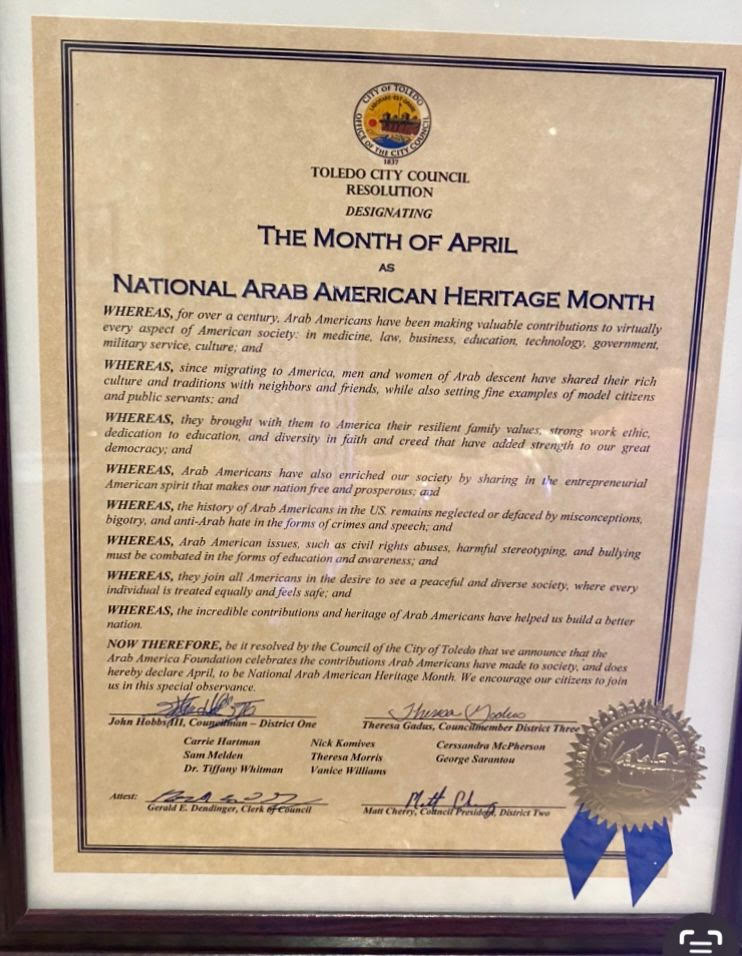 CITY OF TOLEDO
LABORARE EST ORARE
OFFICE OF THE CITY COUNCIL
1837
TOLEDO CITY COUNCIL
RESOLUTION
DESIGNATING
THE MONTH OF APRIL
AS
NATIONAL ARAB AMERICAN HERITAGE MONTH
WHEREAS, for over a century, Arab Americans have been making valuable contributions to virtually
every aspect of American society: in medicine, law, business, education, technology, government,
military service, culture; and
WHEREAS, since migrating to America, men and women of Arab descent have shared their rich
culture and traditions with neighbors and friends, while also setting fine examples of model citizens
and public servants; and
WHEREAS, they brought with them to America their resilient family values, strong work ethic,
dedication to education, and diversity in faith and creed that have added strength to our great
democracy; and
WHEREAS, Arab Americans have also enriched our society by sharing in the entrepreneurial
American spirit that makes our nation free and prosperous; and
WHEREAS, the history of Arab Americans in the US. remains neglected or defaced by misconceptions,
bigotry, and anti-Arab hate in the forms of crimes and speech; and
WHEREAS, Arab American issues, such as civil rights abuses, harmful stereotyping, and bullying
must be combated in the forms of education and awareness; and
WHEREAS, they join all Americans in the desire to see a peaceful and diverse society, where every
individual is treated equally and feels safe; and
WHEREAS, the incredible contributions and heritage of Arab Americans have helped us build a better
nation.
NOW THEREFORE, be it resolved by the Council of the City of Toledo that we announce that the
Arab America Foundation celebrates the contributions Arab Americans have made to society, and does
hereby declare April, to be National Arab American Heritage Month. We encourage our citizens to join
us in this special observance.
Theresa Gadus
John Hobbs III, Councilman – District One
Theresa Gadus, Councilmember District Three
Carrie Hartman Nick Komives Cerssandra McPherson
Sam Melden Theresa Morris George Sarantou
Dr. Tiffany Whitman Vanice Williams
Attest:
Gerald E. Dendinger, Clerk of Council
Matt Cherry, Council President, District Two